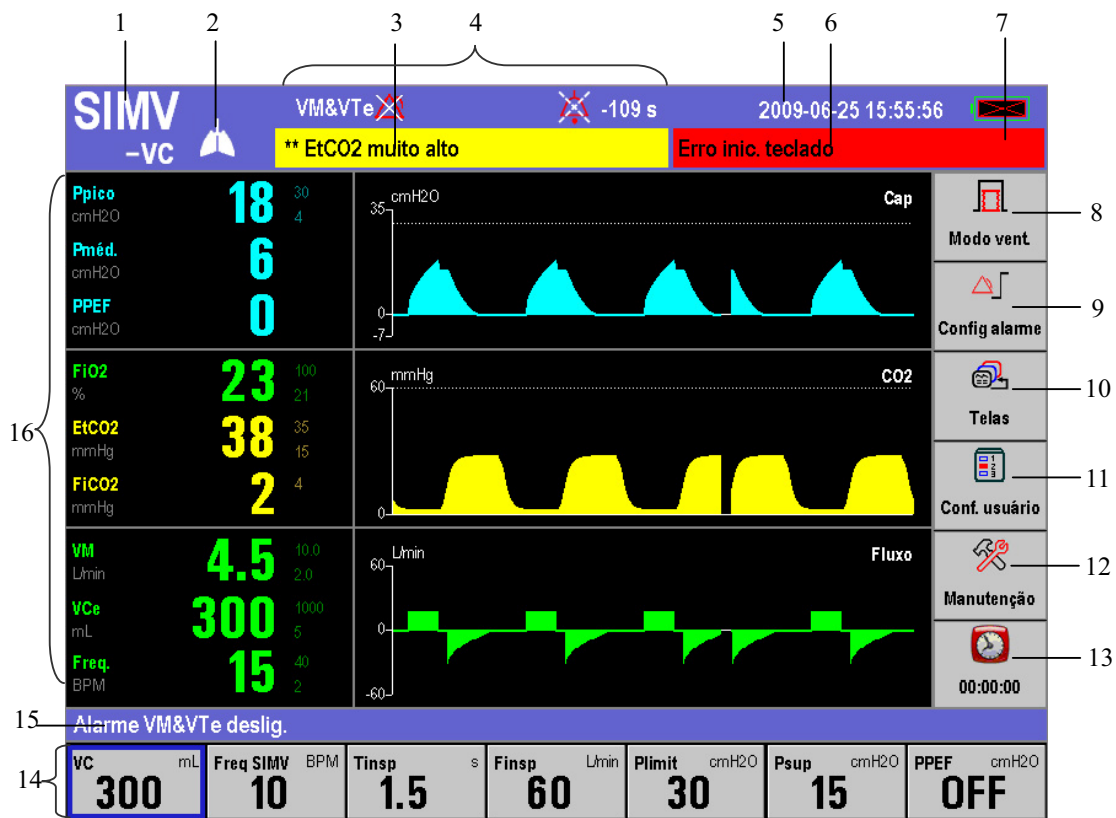 1 2 3 4 5 6 7
SIMV
-VC
VM&VTe -109 s 2009-06-25 15:55:56
** EtCO2 muito alto
Erro inic. teclado
Ppico 18 30
cmH2O 4
Pméd. 6
cmH2O
PPEF 0
cmH2O
35 cmH2O Cap
0
-7
8
Modo vent.
9
Config alarme
16
FiO2 23 100
% 21
EtCO2 38 35
mmHg 15
FiCO2 2 4
mmHg
60 mmHg CO2
0
10
Telas
11
Conf. usuário
VM 4.5 10.0
L/min 2.0
VCe 300 1000
mL 5
Freq. 15 40
BPM 2
60 L/min Fluxo
0
-60
12
Manutenção
13
00:00:00
15
Alarme VM&VTe deslig.
14
VC mL
300
Freq SIMV BPM
10
Tinsp s
1.5
Finsp L/min
60
Plimit cmH2O
30
Psup cmH2O
15
PPEF cmH2O
OFF